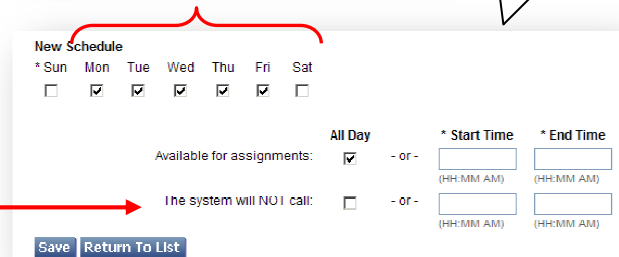 New Schedule
* Sun Mon Tue Wed Thu Fri Sat
All Day * Start Time * End Time
Available for assignments: - or -
(HH:MM AM) (HH:MM AM)
The system will NOT call: - or -
(HH:MM AM) (HH:MM AM)
Save Return To List